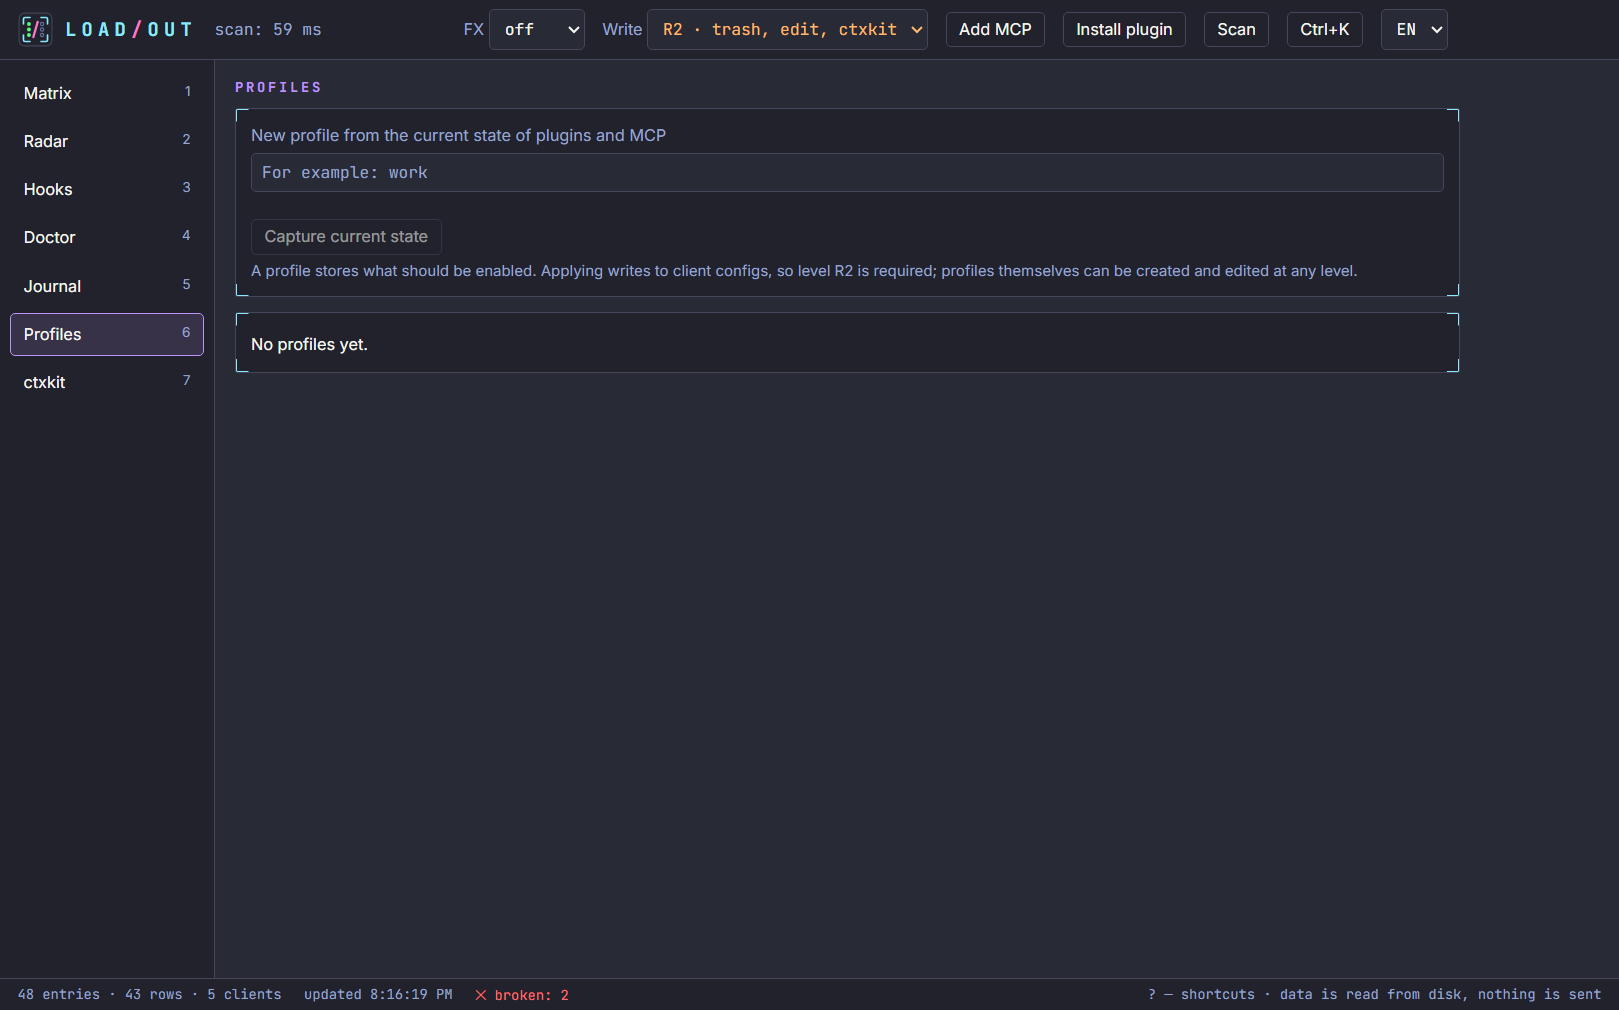 LOAD/OUT scan: 59 ms FX off Write R2 · trash, edit, ctxkit Add MCP Install plugin Scan Ctrl+K EN
Matrix 1
Radar 2
Hooks 3
Doctor 4
Journal 5
Profiles 6
ctxkit 7
PROFILES
New profile from the current state of plugins and MCP
For example: work
Capture current state
A profile stores what should be enabled. Applying writes to client configs, so level R2 is required; profiles themselves can be created and edited at any level.
No profiles yet.
48 entries · 43 rows · 5 clients updated 8:16:19 PM × broken: 2 ? — shortcuts · data is read from disk, nothing is sent